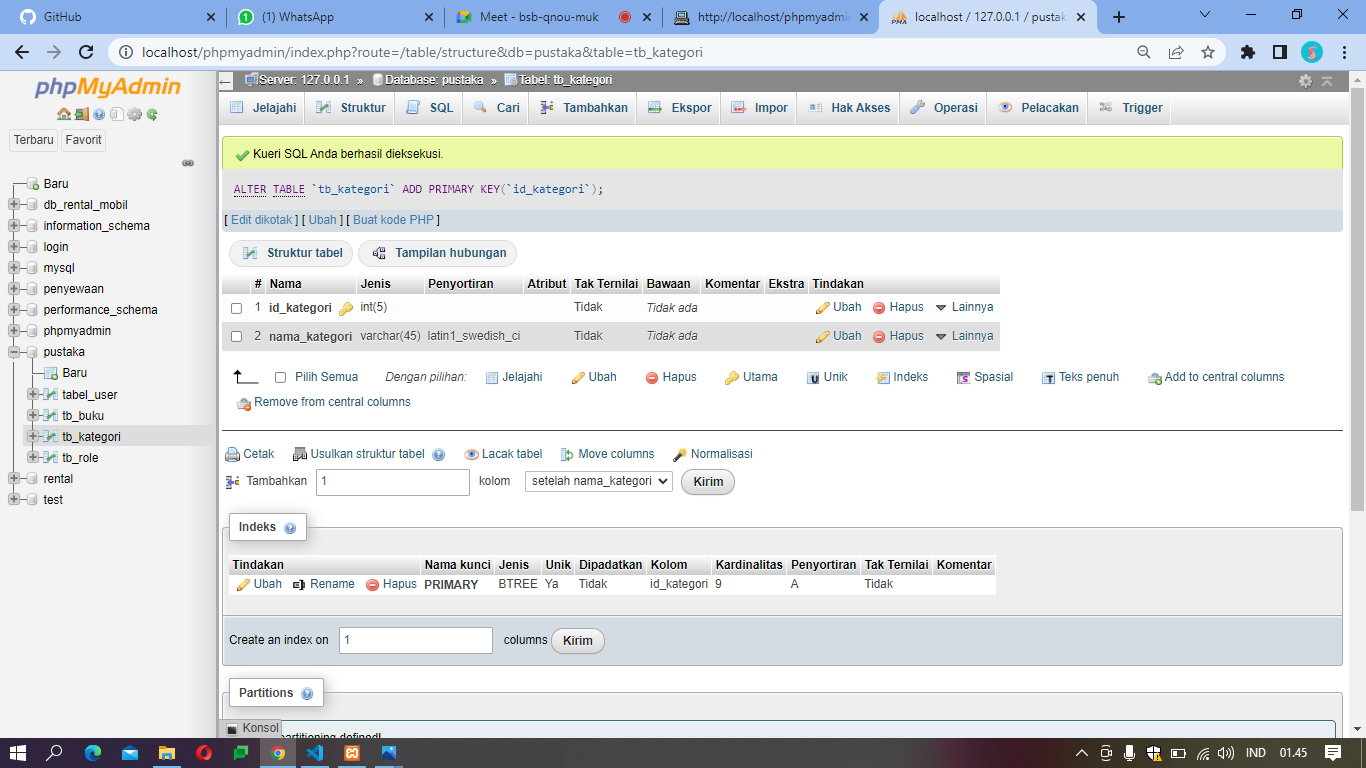 GitHub
(1) WhatsApp
Meet - bsb-qnou-muk
http://localhost/phpmyadmin
localhost / 127.0.0.1 / pustaka
localhost/phpmyadmin/index.php?route=/table/structure&db=pustaka&table=tb_kategori
phpMyAdmin
Terbaru Favorit
Baru
db_rental_mobil
information_schema
login
mysql
penyewaan
performance_schema
phpmyadmin
pustaka
Baru
tabel_user
tb_buku
tb_kategori
tb_role
rental
test
Server: 127.0.0.1 » Database: pustaka » Tabel: tb_kategori
Jelajahi Struktur SQL Cari Tambahkan Ekspor Impor Hak Akses Operasi Pelacakan Trigger
Kueri SQL Anda berhasil dieksekusi.
ALTER TABLE `tb_kategori` ADD PRIMARY KEY(`id_kategori`);
[ Edit dikotak ] [ Ubah ] [ Buat kode PHP ]
Struktur tabel Tampilan hubungan
# Nama Jenis Penyortiran Atribut Tak Ternilai Bawaan Komentar Ekstra Tindakan
1 id_kategori int(5) Tidak Tidak ada Ubah Hapus Lainnya
2 nama_kategori varchar(45) latin1_swedish_ci Tidak Tidak ada Ubah Hapus Lainnya
Pilih Semua Dengan pilihan: Jelajahi Ubah Hapus Utama Unik Indeks Spasial Teks penuh Add to central columns
Remove from central columns
Cetak Usulkan struktur tabel Lacak tabel Move columns Normalisasi
Tambahkan 1 kolom setelah nama_kategori Kirim
Indeks
Tindakan Nama kunci Jenis Unik Dipadatkan Kolom Kardinalitas Penyortiran Tak Ternilai Komentar
Ubah Rename Hapus PRIMARY BTREE Ya Tidak id_kategori 9 A Tidak
Create an index on 1 columns Kirim
Partitions
partitioning defined!
Konsol
IND 01.45